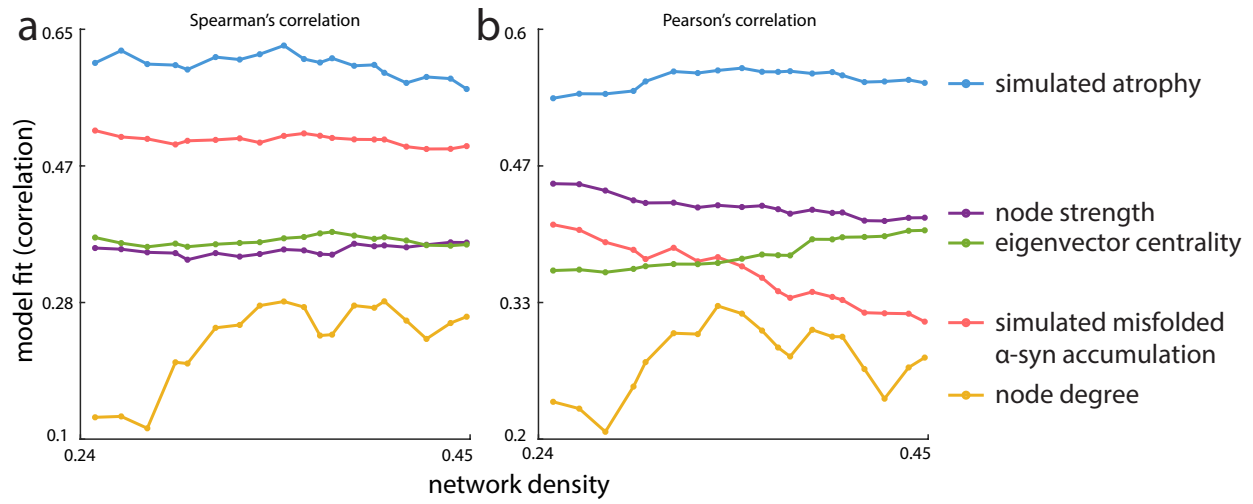 a
Spearman's correlation
b
Pearson's correlation
0.65
0.47
0.28
0.1
0.24
0.45
0.6
0.47
0.33
0.2
0.24
0.45
model fit (correlation)
network density
simulated atrophy
node strength
eigenvector centrality
simulated misfolded
α-syn accumulation
node degree